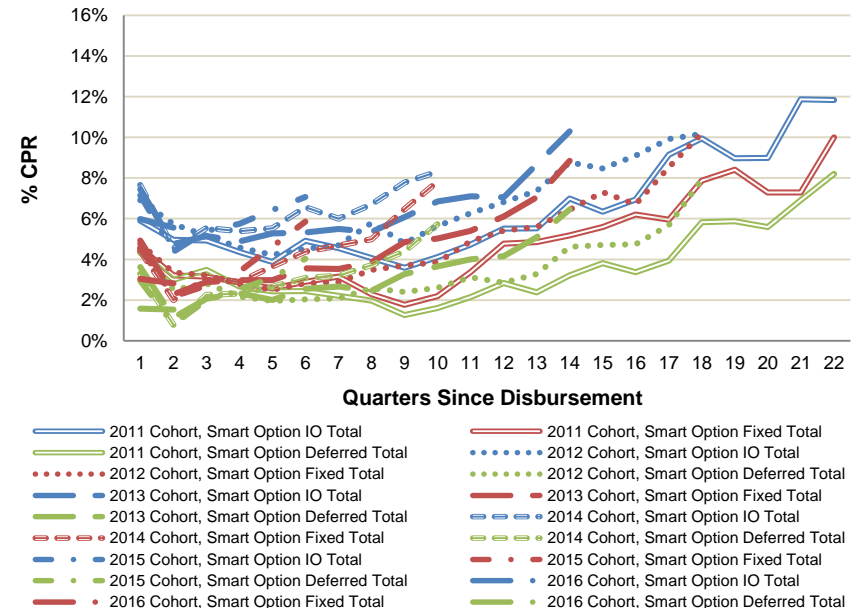 16%
14%
12%
10%
8%
6%
4%
2%
0%
% CPR
1 2 3 4 5 6 7 8 9 10 11 12 13 14 15 16 17 18 19 20 21 22
Quarters Since Disbursement
2011 Cohort, Smart Option IO Total
2011 Cohort, Smart Option Fixed Total
2011 Cohort, Smart Option Deferred Total
2012 Cohort, Smart Option IO Total
2012 Cohort, Smart Option Fixed Total
2012 Cohort, Smart Option Deferred Total
2013 Cohort, Smart Option IO Total
2013 Cohort, Smart Option Fixed Total
2013 Cohort, Smart Option Deferred Total
2014 Cohort, Smart Option IO Total
2014 Cohort, Smart Option Fixed Total
2014 Cohort, Smart Option Deferred Total
2015 Cohort, Smart Option IO Total
2015 Cohort, Smart Option Fixed Total
2015 Cohort, Smart Option Deferred Total
2016 Cohort, Smart Option IO Total
2016 Cohort, Smart Option Fixed Total
2016 Cohort, Smart Option Deferred Total